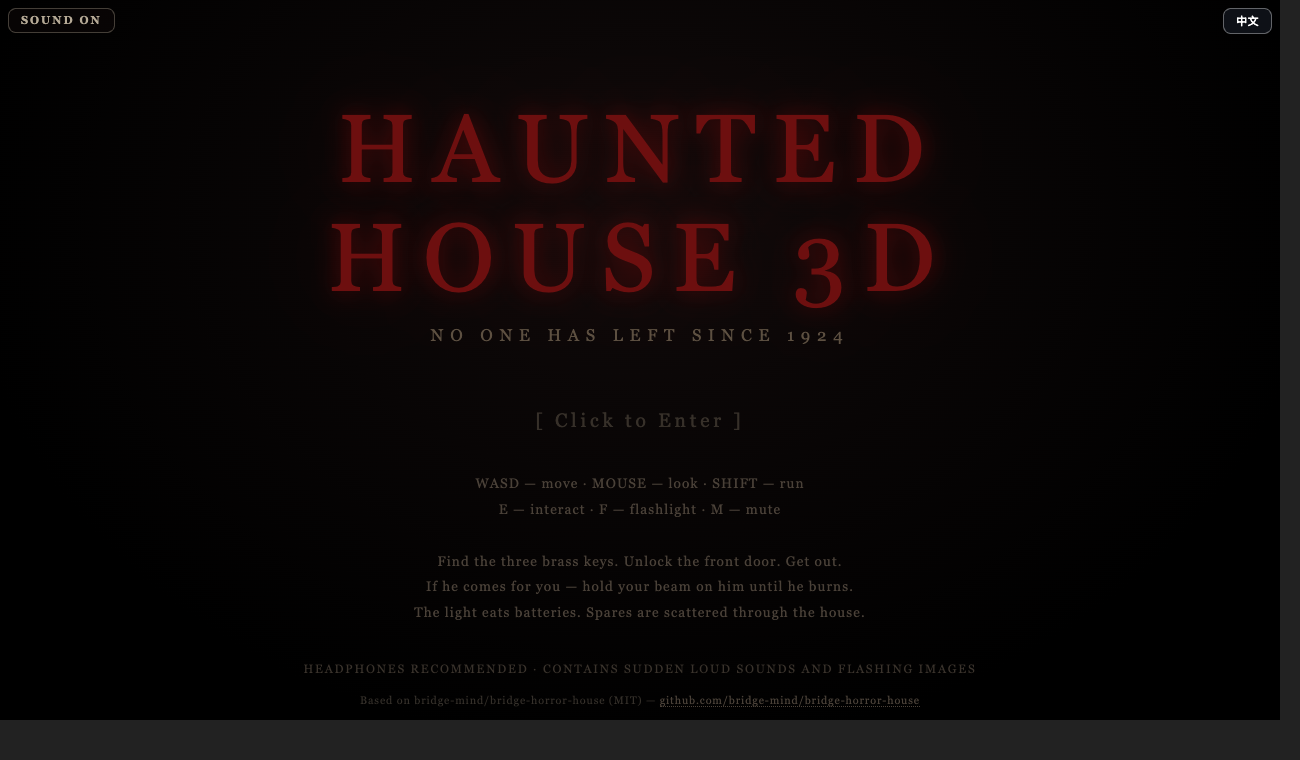 SOUND ON
中文
HAUNTED
HOUSE 3D
NO ONE HAS LEFT SINCE 1924
[ Click to Enter ]
WASD — move · MOUSE — look · SHIFT — run
E — interact · F — flashlight · M — mute
Find the three brass keys. Unlock the front door. Get out.
If he comes for you — hold your beam on him until he burns.
The light eats batteries. Spares are scattered through the house.
HEADPHONES RECOMMENDED · CONTAINS SUDDEN LOUD SOUNDS AND FLASHING IMAGES
Based on bridge-mind/bridge-horror-house (MIT) — github.com/bridge-mind/bridge-horror-house